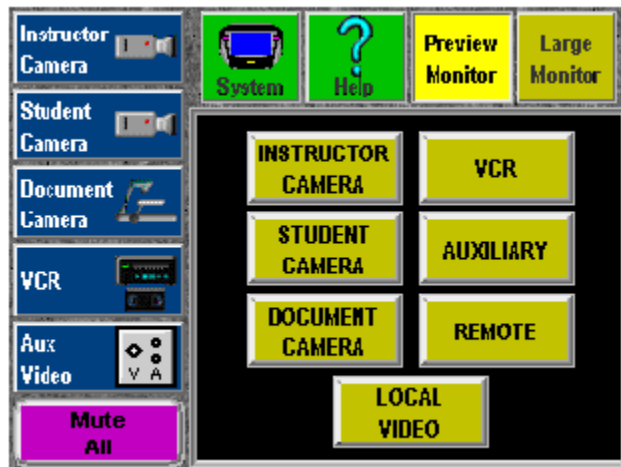 Instructor
Camera
Student
Camera
Document
Camera
VCR
Aux
Video
V A
Mute
All
System
Help
Preview
Monitor
Large
Monitor
INSTRUCTOR
CAMERA
VCR
STUDENT
CAMERA
AUXILIARY
DOCUMENT
CAMERA
REMOTE
LOCAL
VIDEO